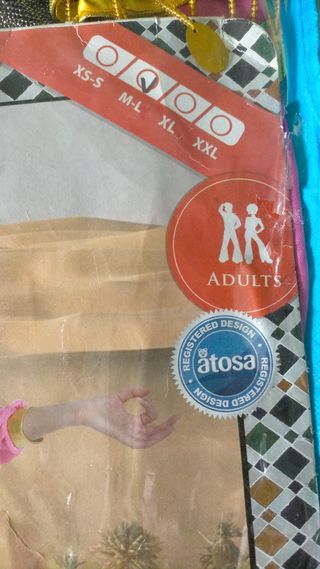 XS-S
M-L
XL
XXL
ADULTS
REGISTERED DESIGN
atosa
REGISTERED DESIGN